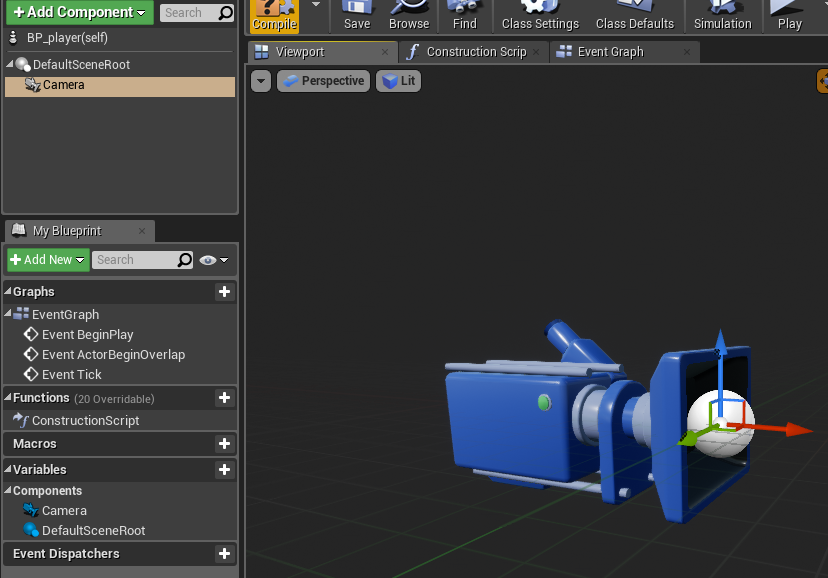 Add Component
Search
BP_player(self)
DefaultSceneRoot
Camera
My Blueprint
Add New
Search
Graphs
EventGraph
Event BeginPlay
Event ActorBeginOverlap
Event Tick
Functions (20 Overridable)
ConstructionScript
Macros
Variables
Components
Camera
DefaultSceneRoot
Event Dispatchers
Compile
Save
Browse
Find
Class Settings
Class Defaults
Simulation
Play
Viewport
Construction Scrip
Event Graph
Perspective
Lit